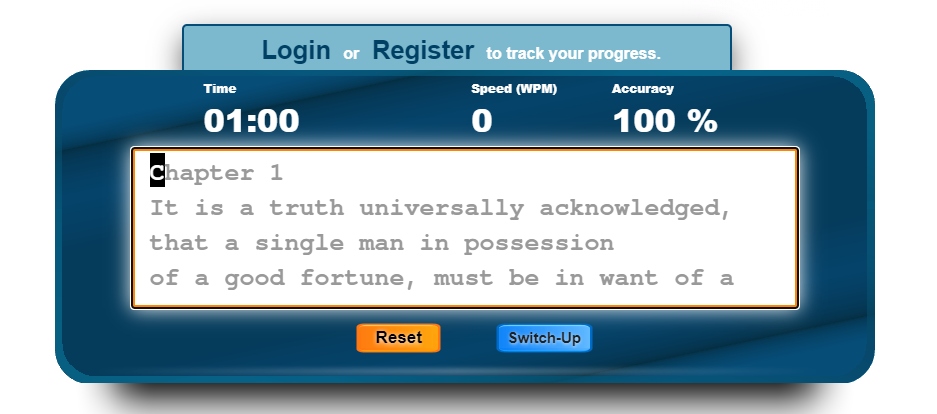 Login or Register to track your progress.
Time Speed (WPM) Accuracy
01:00 0 100 %
Chapter 1
It is a truth universally acknowledged,
that a single man in possession
of a good fortune, must be in want of a
Reset Switch-Up